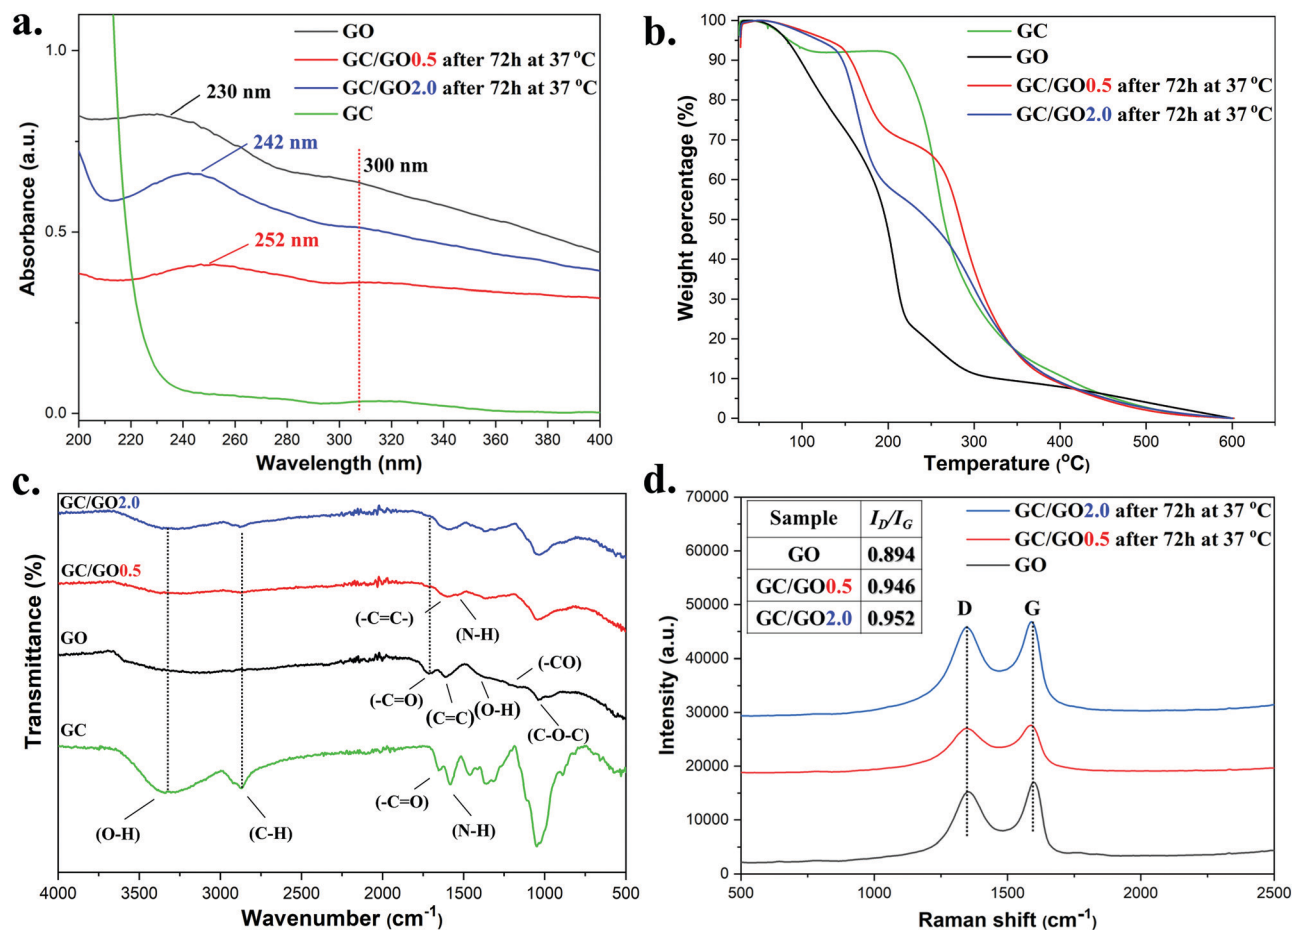 a.
GO
GC/GO0.5 after 72h at 37 °C
GC/GO2.0 after 72h at 37 °C
GC
230 nm
242 nm
252 nm
300 nm
1.0
0.5
0.0
Absorbance (a.u.)
200 220 240 260 280 300 320 340 360 380 400
Wavelength (nm)
b.
GC
GO
GC/GO0.5 after 72h at 37 °C
GC/GO2.0 after 72h at 37 °C
100
90
80
70
60
50
40
30
20
10
0
Weight percentage (%)
100 200 300 400 500 600
Temperature (°C)
c.
GC/GO2.0
GC/GO0.5
GO
GC
(-C=C-)
(N-H)
(-CO)
(-C=O)
(C=C)
(O-H)
(C-O-C)
(-C=O)
(N-H)
(O-H)
(C-H)
Transmittance (%)
4000 3500 3000 2500 2000 1500 1000 500
Wavenumber (cm⁻¹)
d.
Sample I_D/I_G
GO 0.894
GC/GO0.5 0.946
GC/GO2.0 0.952
GC/GO2.0 after 72h at 37 °C
GC/GO0.5 after 72h at 37 °C
GO
D G
70000
60000
50000
40000
30000
20000
10000
0
Intensity (a.u.)
500 1000 1500 2000 2500
Raman shift (cm⁻¹)